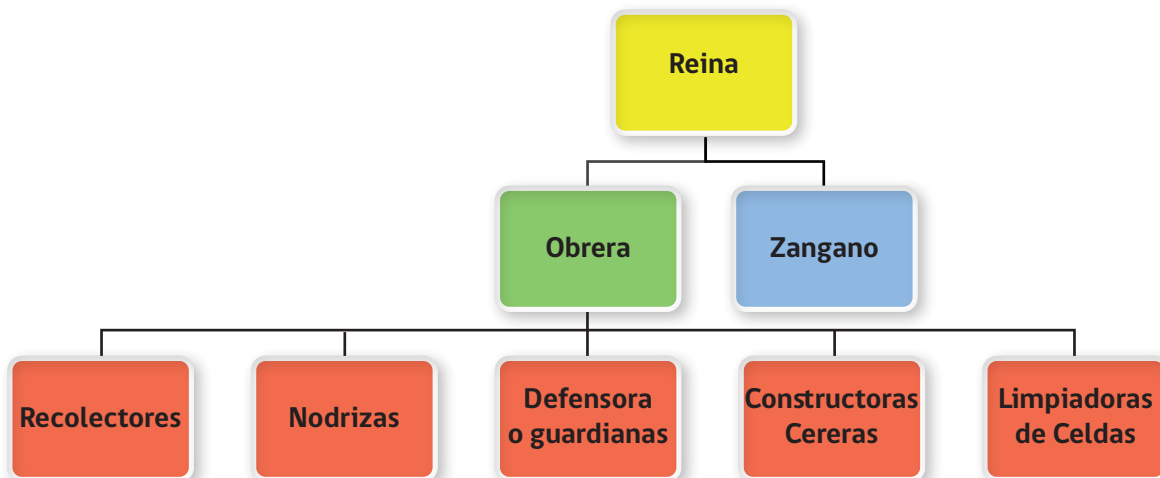 Reina
Obrera
Zangano
Recolectores
Nodrizas
Defensora
o guardianas
Constructoras
Cereras
Limpiadoras
de Celdas